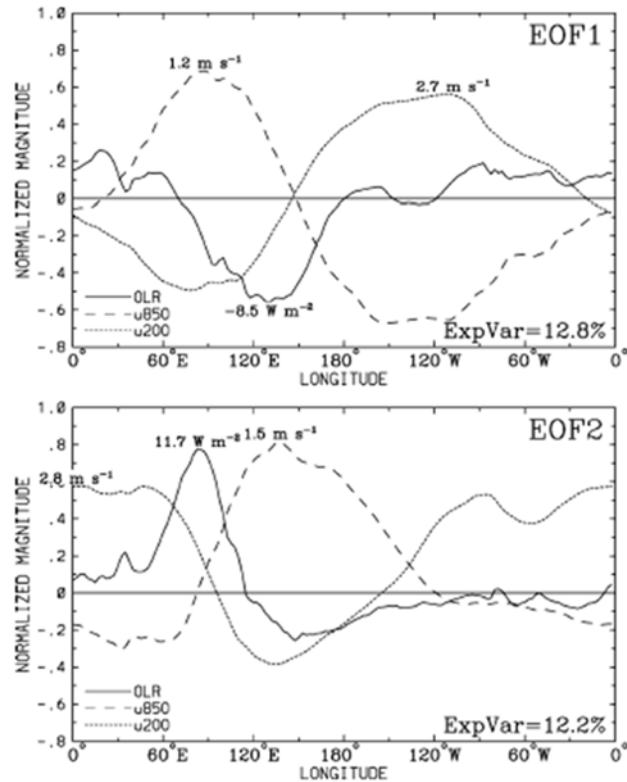 1.0
.8
.6
.4
.2
0
-.2
-.4
-.6
-.8
NORMALIZED MAGNITUDE
EOF1
1.2 m s⁻¹
2.7 m s⁻¹
-8.5 W m⁻²
OLR
u850
u200
ExpVar=12.8%
0° 60°E 120°E 180° 120°W 60°W 0°
LONGITUDE
1.0
.8
.4
.2
0
-.2
-.4
-.6
-.8
NORMALIZED MAGNITUDE
EOF2
11.7 W m⁻² 1.5 m s⁻¹
2.8 m s⁻¹
OLR
u850
u200
ExpVar=12.2%
0° 60°E 120°E 180° 120°W 60°W 0°
LONGITUDE